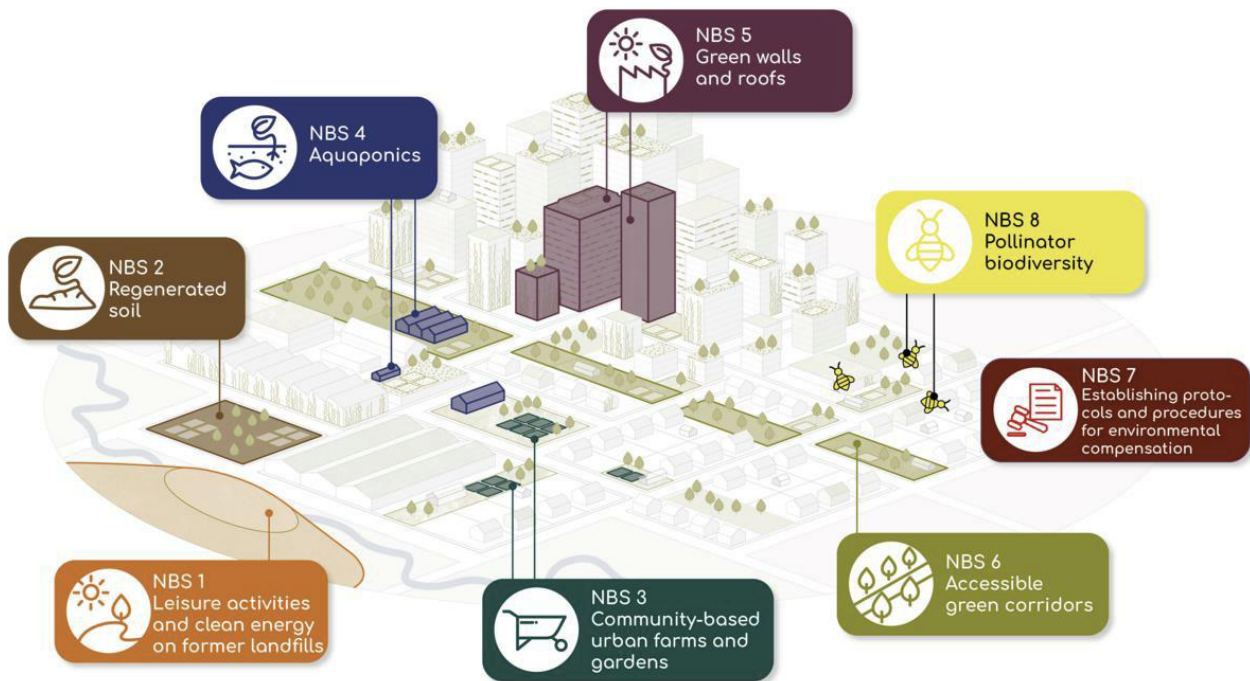 NBS 5
Green walls
and roofs
NBS 4
Aquaponics
NBS 8
Pollinator
biodiversity
NBS 2
Regenerated
soil
NBS 7
Establishing proto-
cols and procedures
for environmental
compensation
NBS 1
Leisure activities
and clean energy
on former landfills
NBS 3
Community-based
urban farms and
gardens
NBS 6
Accessible
green corridors